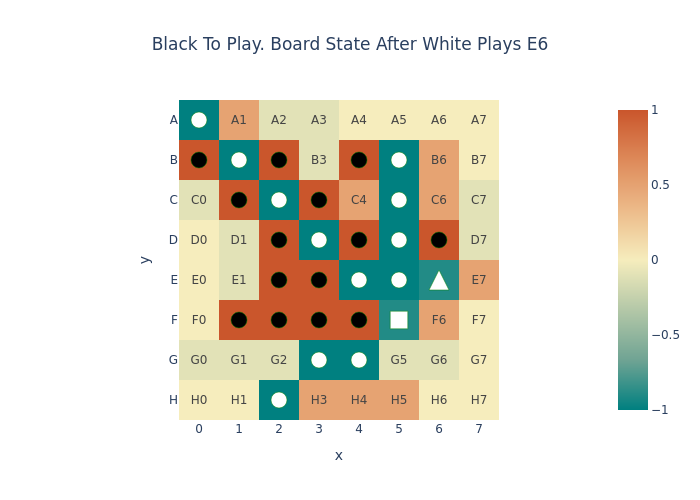 Black To Play. Board State After White Plays E6
A A1 A2 A3 A4 A5 A6 A7
B B3 B6 B7
C C0 C4 C6 C7
D D0 D1 D7
E E0 E1 E7
F F0 F6 F7
G G0 G1 G2 G5 G6 G7
H H0 H1 H3 H4 H5 H6 H7
0 1 2 3 4 5 6 7
x
y
1
0.5
0
−0.5
−1